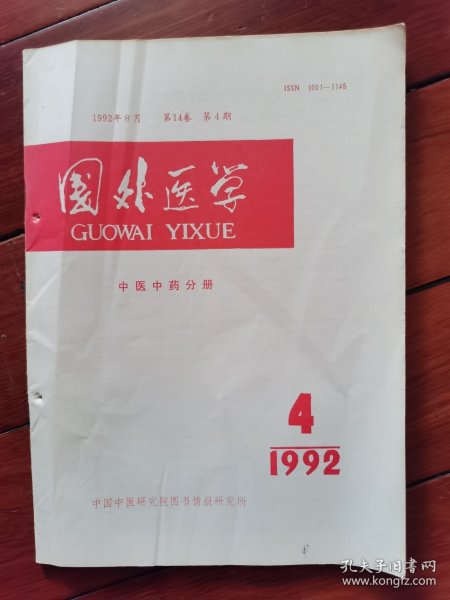 ISSN 1001—1145
1992年8月 第14卷 第4期
国外医学
GUOWAI YIXUE
中医中药分册
4
1992
中国中医研究院图书情报研究所
孔夫子旧书网
www.kongfz.com